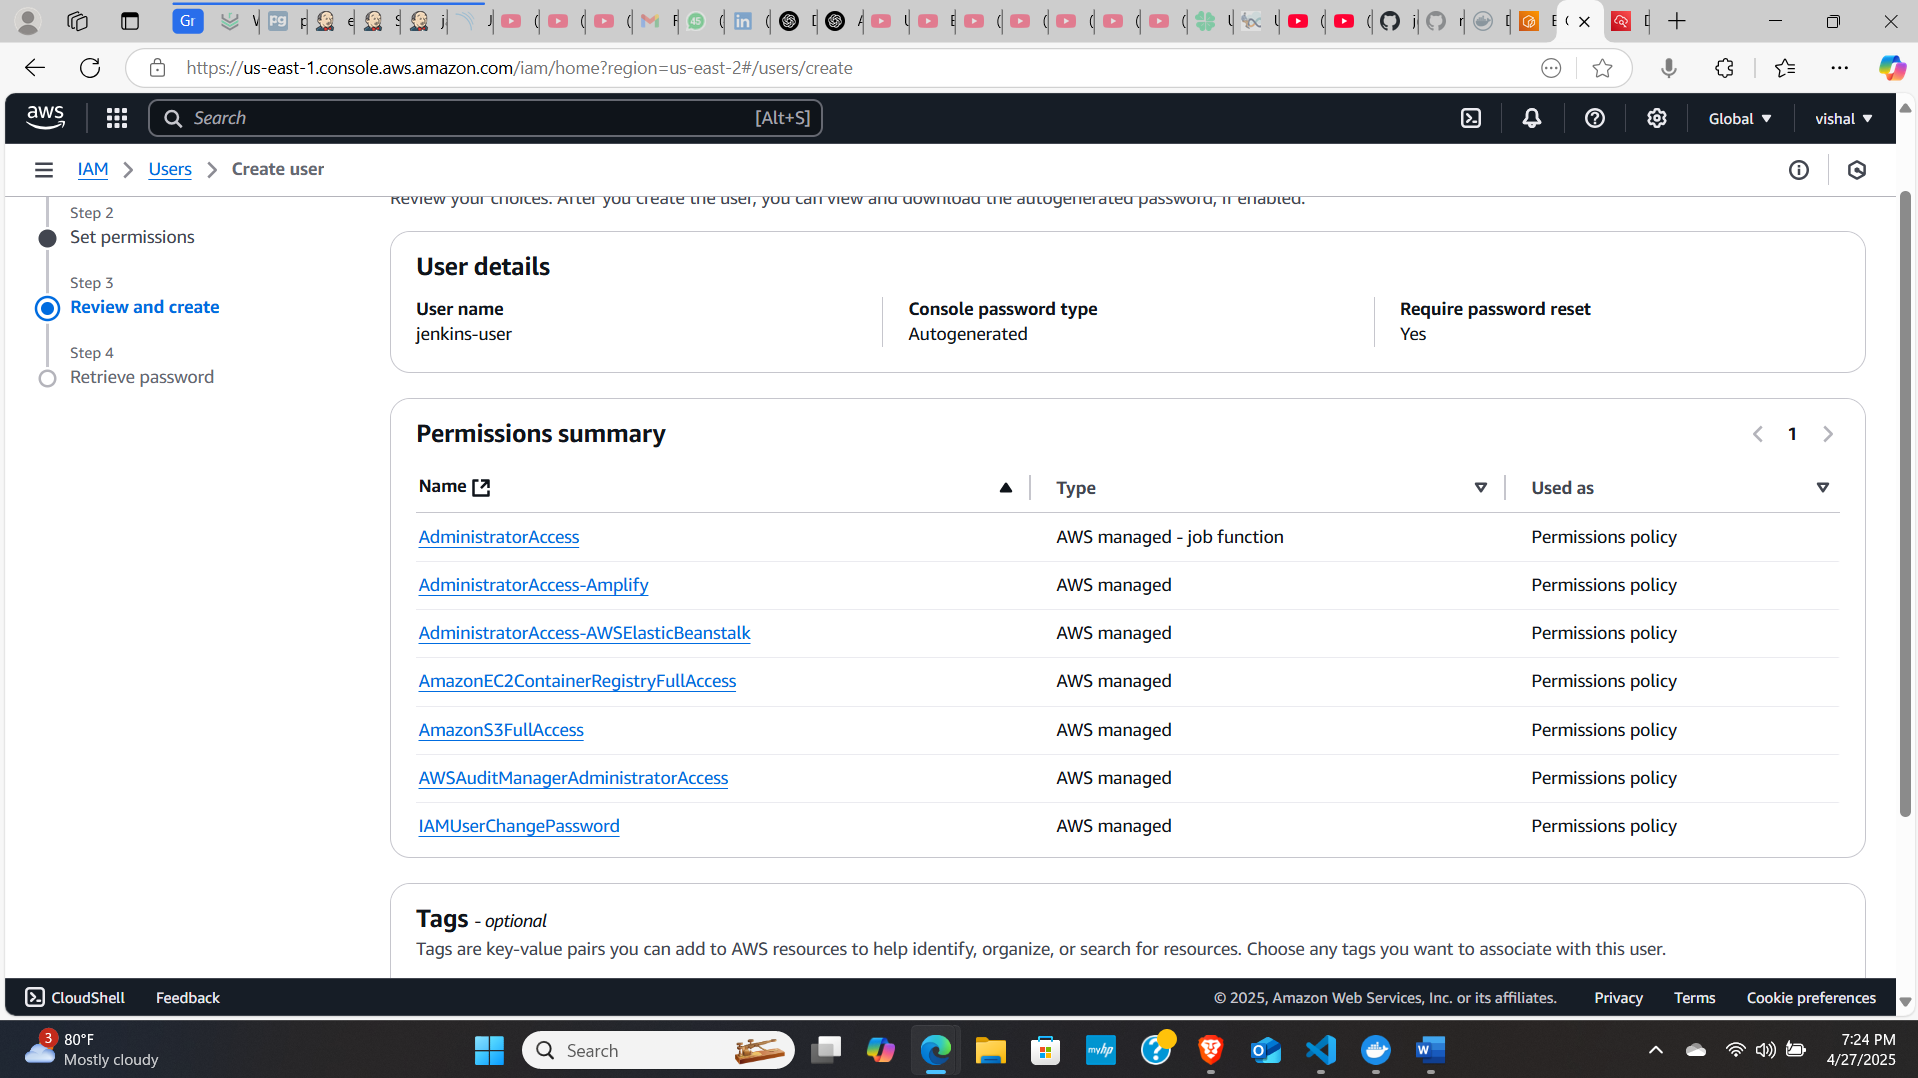 Gr
https://us-east-1.console.aws.amazon.com/iam/home?region=us-east-2#/users/create
aws
Search
[Alt+S]
Global
vishal
IAM
Users
Create user
Step 2
Set permissions
Step 3
Review and create
Step 4
Retrieve password
Review your choices. After you create the user, you can view and download the autogenerated password, if enabled.
User details
User name
jenkins-user
Console password type
Autogenerated
Require password reset
Yes
Permissions summary
1
Name
Type
Used as
AdministratorAccess
AWS managed - job function
Permissions policy
AdministratorAccess-Amplify
AWS managed
Permissions policy
AdministratorAccess-AWSElasticBeanstalk
AWS managed
Permissions policy
AmazonEC2ContainerRegistryFullAccess
AWS managed
Permissions policy
AmazonS3FullAccess
AWS managed
Permissions policy
AWSAuditManagerAdministratorAccess
AWS managed
Permissions policy
IAMUserChangePassword
AWS managed
Permissions policy
Tags - optional
Tags are key-value pairs you can add to AWS resources to help identify, organize, or search for resources. Choose any tags you want to associate with this user.
CloudShell
Feedback
© 2025, Amazon Web Services, Inc. or its affiliates.
Privacy
Terms
Cookie preferences
3
80°F
Mostly cloudy
Search
myhp
7:24 PM
4/27/2025